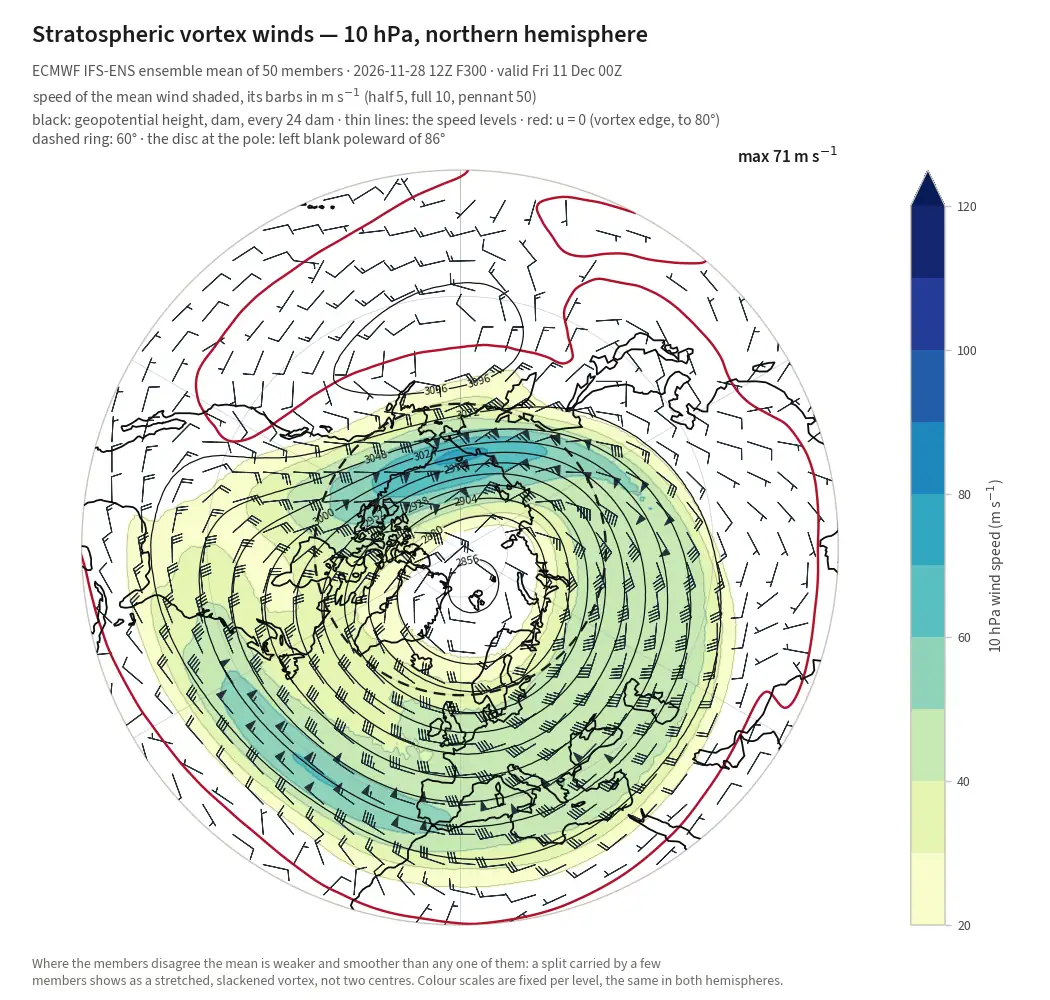 Stratospheric vortex winds — 10 hPa, northern hemisphere
ECMWF IFS-ENS ensemble mean of 50 members · 2026-11-28 12Z F300 · valid Fri 11 Dec 00Z
speed of the mean wind shaded, its barbs in m s⁻¹ (half 5, full 10, pennant 50)
black: geopotential height, dam, every 24 dam · thin lines: the speed levels · red: u = 0 (vortex edge, to 80°)
dashed ring: 60° · the disc at the pole: left blank poleward of 86°
max 71 m s⁻¹
120
100
80
60
40
20
10 hPa wind speed (m s⁻¹)
3096
3096
3048
3000
2928
2904
2880
2856
Where the members disagree the mean is weaker and smoother than any one of them: a split carried by a few
members shows as a stretched, slackened vortex, not two centres. Colour scales are fixed per level, the same in both hemispheres.